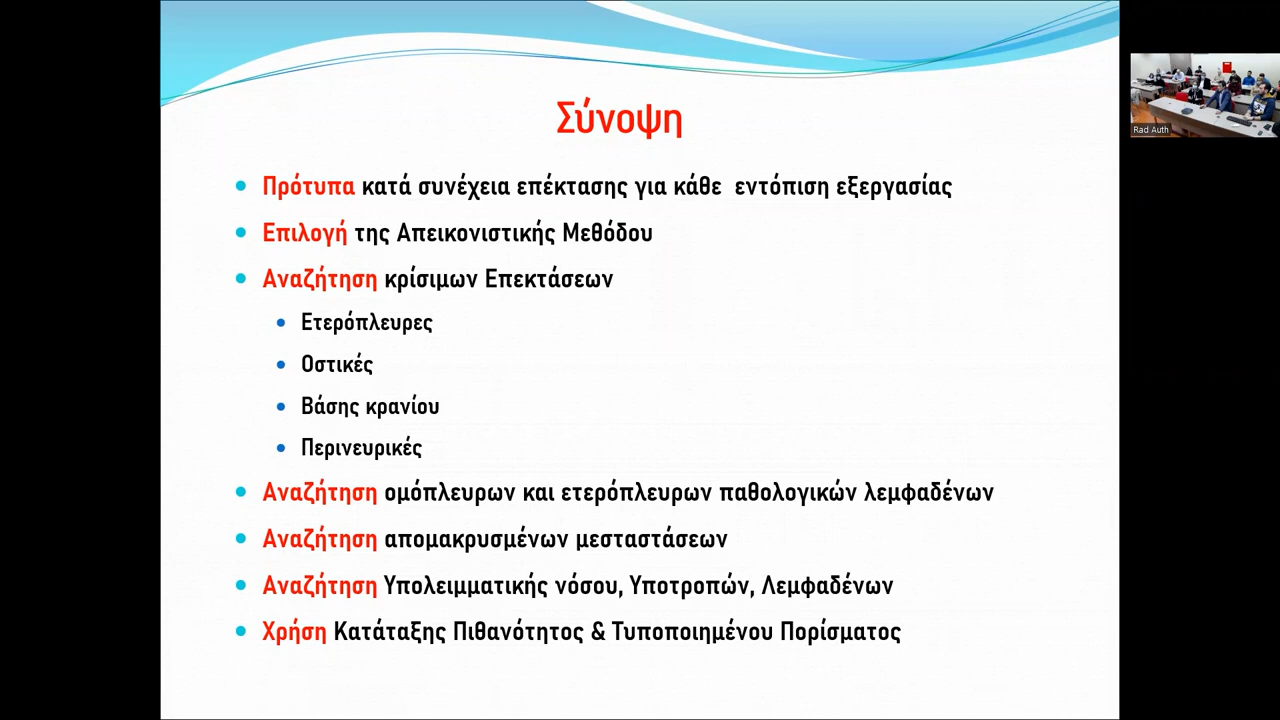 Σύνοψη
Πρότυπα κατά συνέχεια επέκτασης για κάθε εντόπιση εξεργασίας
Επιλογή της Απεικονιστικής Μεθόδου
Αναζήτηση κρίσιμων Επεκτάσεων
Ετερόπλευρες
Οστικές
Βάσης κρανίου
Περινευρικές
Αναζήτηση ομόπλευρων και ετερόπλευρων παθολογικών λεμφαδένων
Αναζήτηση απομακρυσμένων μεσταστάσεων
Αναζήτηση Υπολειμματικής νόσου, Υποτροπών, Λεμφαδένων
Χρήση Κατάταξης Πιθανότητος & Τυποποιημένου Πορίσματος
Rad Auth